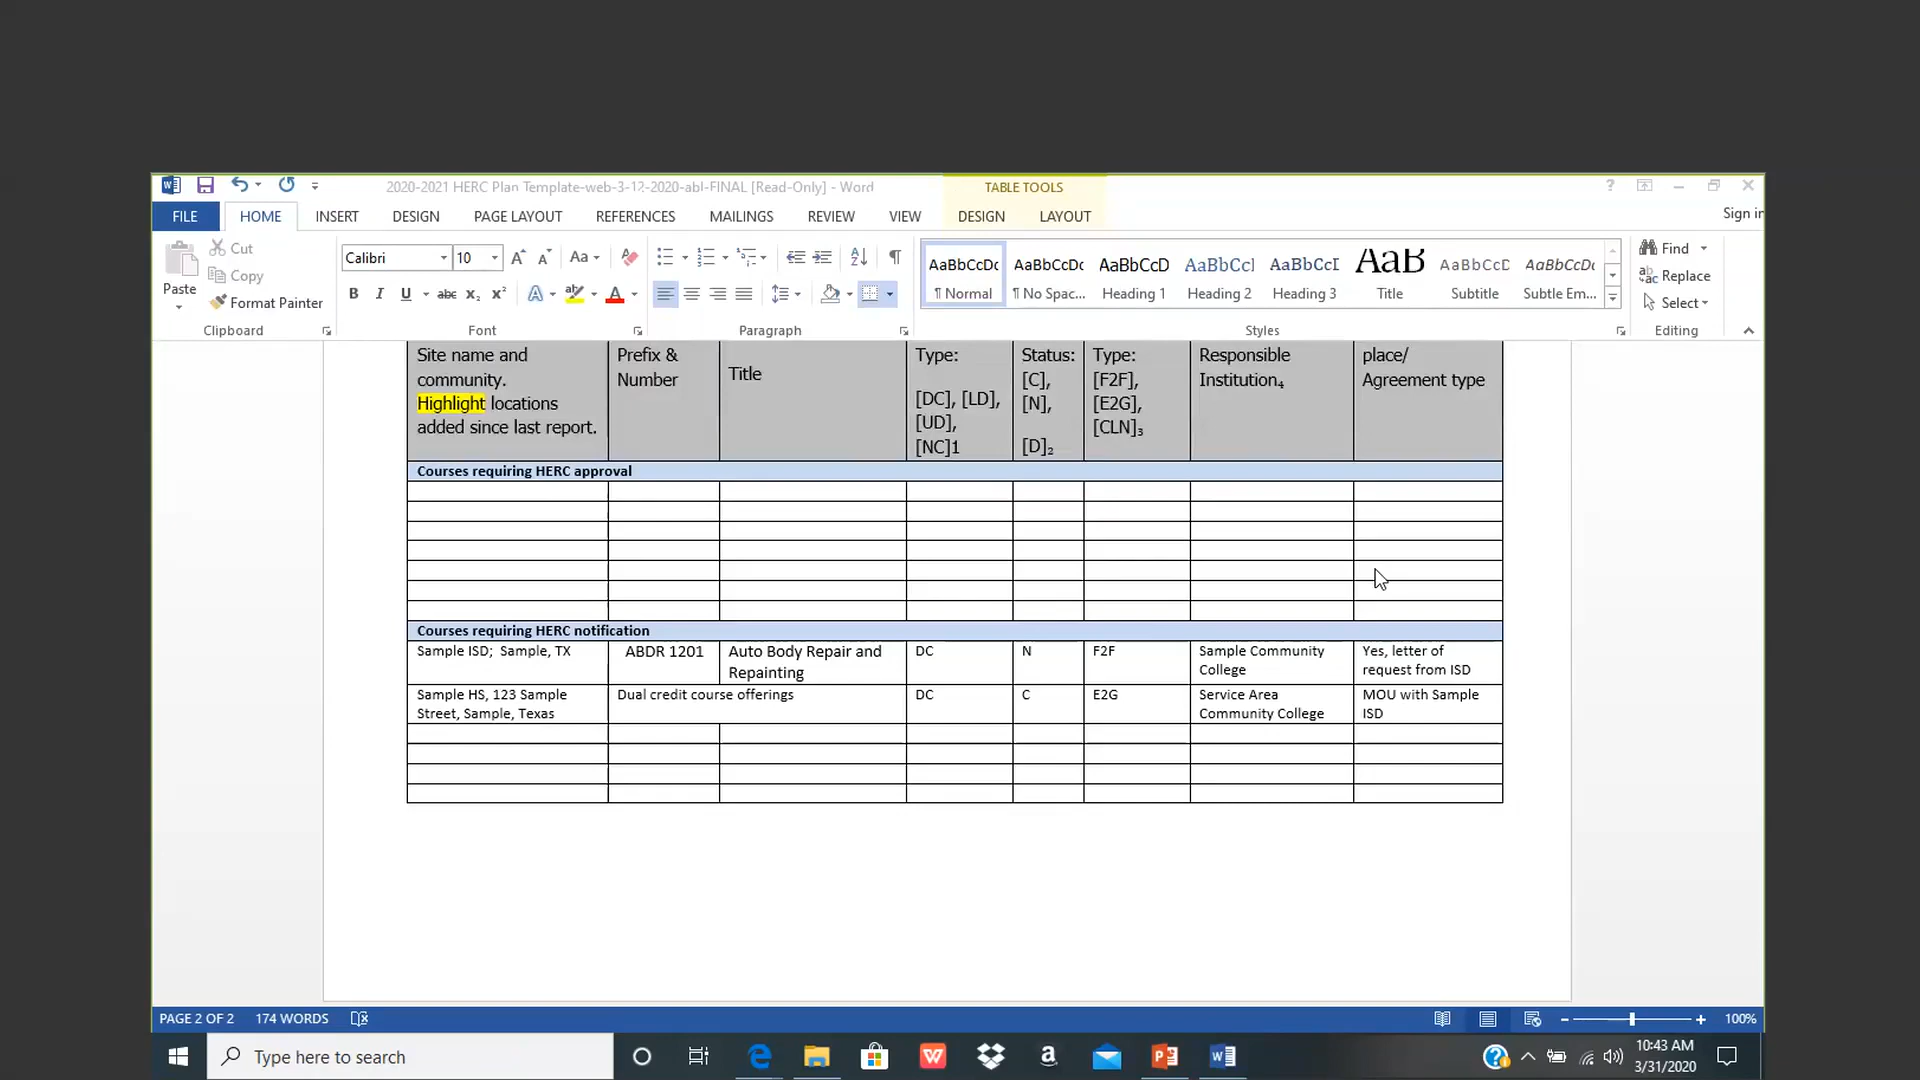 2020-2021 HERC Plan Template-web-3-12-2020-abl-FINAL [Read-Only] - Word
TABLE TOOLS
FILE HOME INSERT DESIGN PAGE LAYOUT REFERENCES MAILINGS REVIEW VIEW DESIGN LAYOUT Sign in
Paste
Cut
Copy
Format Painter
Clipboard
Calibri 10
Font
Paragraph
AaBbCcDc AaBbCcDc AaBbCcD AaBbCcI AaBbCcI AaB AaBbCcD AaBbCcDc
¶ Normal ¶ No Spac... Heading 1 Heading 2 Heading 3 Title Subtitle Subtle Em...
Styles
Find
Replace
Select
Editing
Site name and
community.
Highlight locations
added since last report.
Prefix &
Number
Title
Type:
[DC], [LD],
[UD],
[NC]1
Status:
[C],
[N],
[D]₂
Type:
[F2F],
[E2G],
[CLN]₃
Responsible
Institution₄
place/
Agreement type
Courses requiring HERC approval
Courses requiring HERC notification
Sample ISD; Sample, TX
ABDR 1201
Auto Body Repair and
Repainting
DC
N
F2F
Sample Community
College
Yes, letter of
request from ISD
Sample HS, 123 Sample
Street, Sample, Texas
Dual credit course offerings
DC
C
E2G
Service Area
Community College
MOU with Sample
ISD
PAGE 2 OF 2 174 WORDS 100%
Type here to search
10:43 AM
3/31/2020